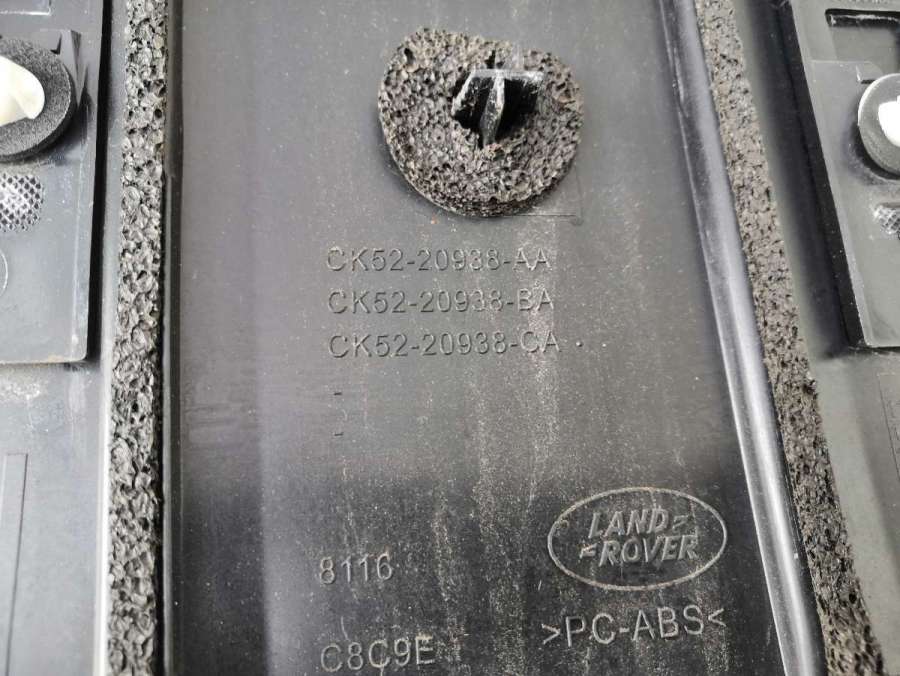 CK52-20938-AA
CK52-20938-BA
CK52-20938-CA
-
-
LAND
ROVER
8116
>PC-ABS<
C8C9E